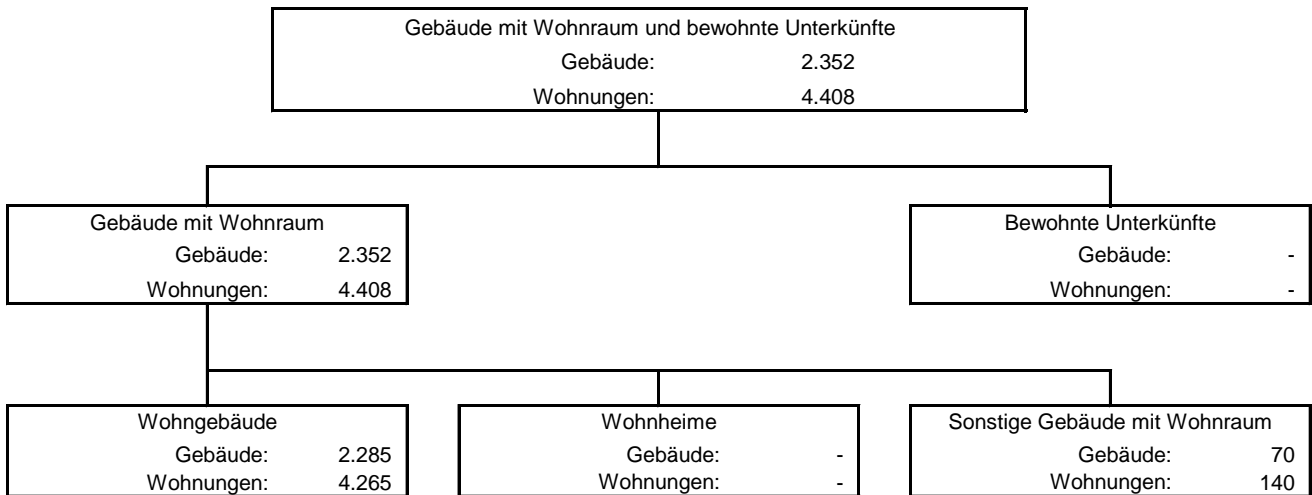 Gebäude mit Wohnraum und bewohnte Unterkünfte
Gebäude: 2.352
Wohnungen: 4.408
Gebäude mit Wohnraum
Gebäude: 2.352
Wohnungen: 4.408
Bewohnte Unterkünfte
Gebäude: -
Wohnungen: -
Wohngebäude
Gebäude: 2.285
Wohnungen: 4.265
Wohnheime
Gebäude: -
Wohnungen: -
Sonstige Gebäude mit Wohnraum
Gebäude: 70
Wohnungen: 140